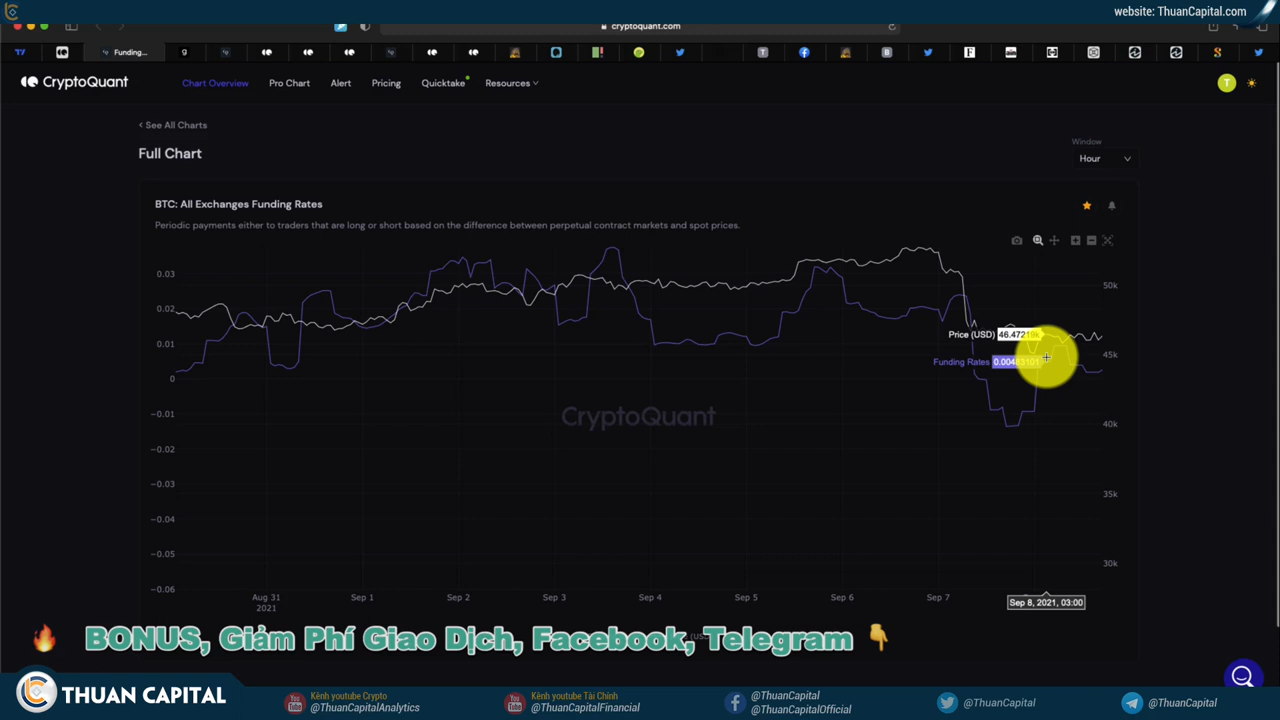 website: ThuanCapital.com
cryptoquant.com
Funding...
CryptoQuant
Chart Overview
Pro Chart
Alert
Pricing
Quicktake
Resources
T
< See All Charts
Full Chart
Window
Hour
BTC: All Exchanges Funding Rates
Periodic payments either to traders that are long or short based on the difference between perpetual contract markets and spot prices.
0.03
0.02
0.01
0
−0.01
−0.02
−0.03
−0.04
−0.05
−0.06
50k
45k
40k
35k
30k
Price (USD)
Funding Rates
CryptoQuant
Aug 31
2021
Sep 1
Sep 2
Sep 3
Sep 4
Sep 5
Sep 6
Sep 7
Sep 8, 2021, 03:00
BONUS, Giảm Phí Giao Dịch, Facebook, Telegram
THUAN CAPITAL
Kênh youtube Crypto
@ThuanCapitalAnalytics
Kênh youtube Tài Chính
@ThuanCapitalFinancial
@ThuanCapital
@ThuanCapitalOfficial
@ThuanCapital
@ThuanCapital